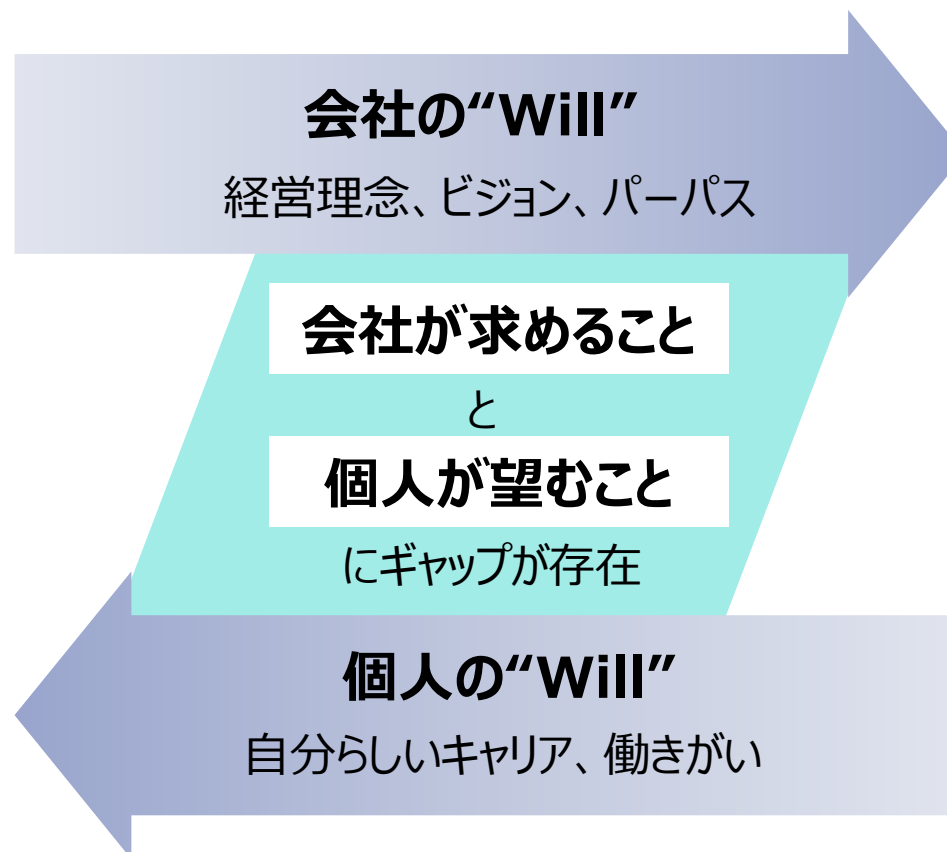 会社の“Will”
経営理念、ビジョン、パーパス
会社が求めること
と
個人が望むこと
にギャップが存在
個人の“Will”
自分らしいキャリア、働きがい